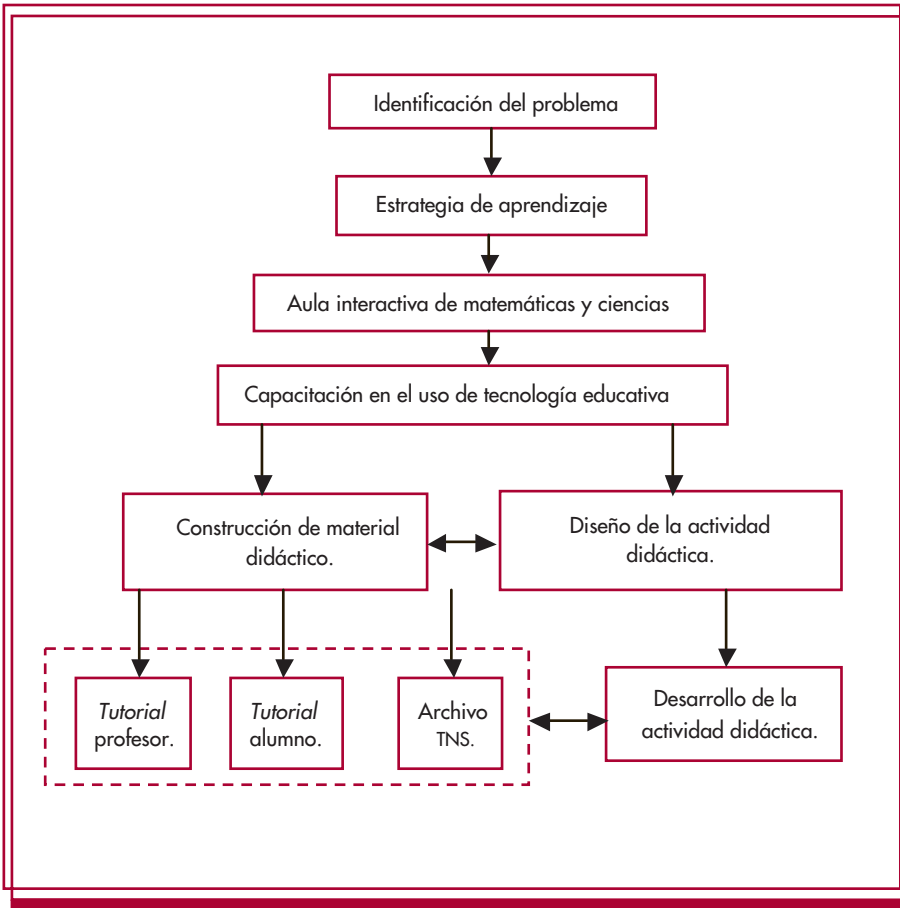 Identificación del problema
Estrategia de aprendizaje
Aula interactiva de matemáticas y ciencias
Capacitación en el uso de tecnología educativa
Construcción de material
didáctico.
Diseño de la actividad
didáctica.
Tutorial
profesor.
Tutorial
alumno.
Archivo
TNS.
Desarrollo de la
actividad didáctica.